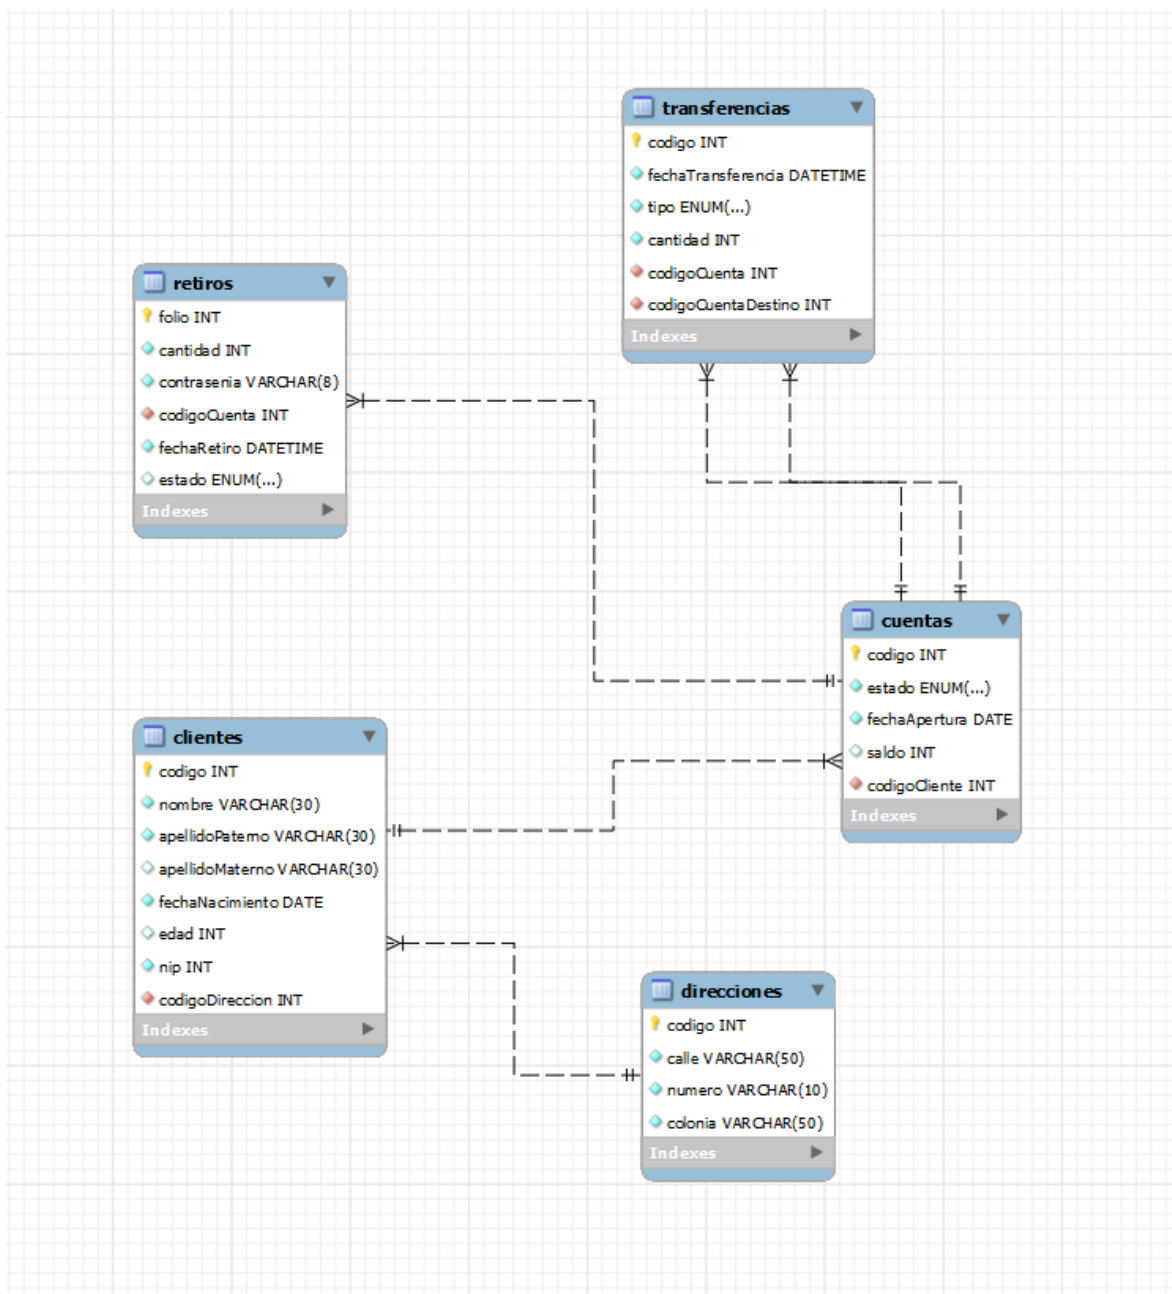 transferencias
codigo INT
fechaTransferencia DATETIME
tipo ENUM(...)
cantidad INT
codigoCuenta INT
codigoCuentaDestino INT
Indexes
retiros
folio INT
cantidad INT
contrasenia VARCHAR(8)
codigoCuenta INT
fechaRetiro DATETIME
estado ENUM(...)
Indexes
cuentas
codigo INT
estado ENUM(...)
fechaApertura DATE
saldo INT
codigoCliente INT
Indexes
clientes
codigo INT
nombre VARCHAR(30)
apellidoPaterno VARCHAR(30)
apellidoMaterno VARCHAR(30)
fechaNacimiento DATE
edad INT
nip INT
codigoDireccion INT
Indexes
direcciones
codigo INT
calle VARCHAR(50)
numero VARCHAR(10)
colonia VARCHAR(50)
Indexes